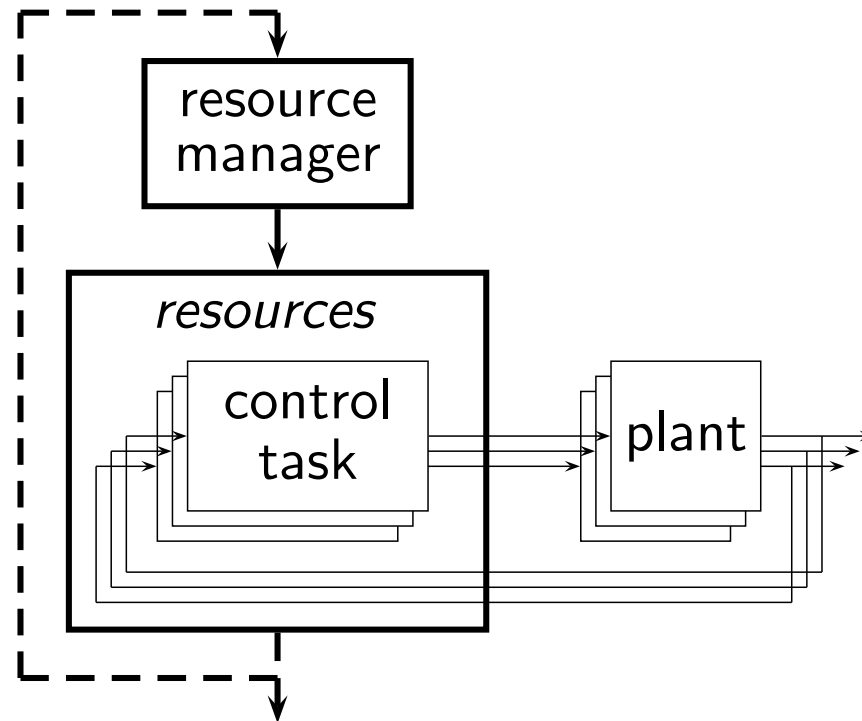 resource
manager
resources
control
task
plant